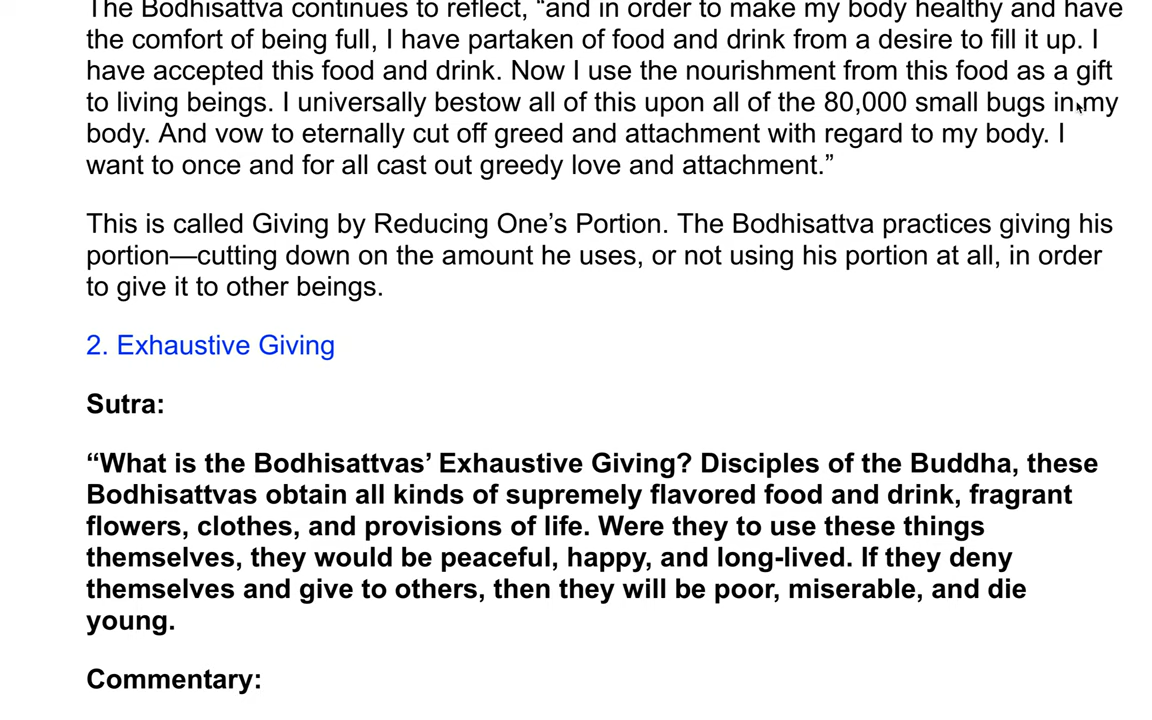 The Bodhisattva continues to reflect, “and in order to make my body healthy and have
the comfort of being full, I have partaken of food and drink from a desire to fill it up. I
have accepted this food and drink. Now I use the nourishment from this food as a gift
to living beings. I universally bestow all of this upon all of the 80,000 small bugs in my
body. And vow to eternally cut off greed and attachment with regard to my body. I
want to once and for all cast out greedy love and attachment.”
This is called Giving by Reducing One’s Portion. The Bodhisattva practices giving his
portion—cutting down on the amount he uses, or not using his portion at all, in order
to give it to other beings.
2. Exhaustive Giving
Sutra:
“What is the Bodhisattvas’ Exhaustive Giving? Disciples of the Buddha, these
Bodhisattvas obtain all kinds of supremely flavored food and drink, fragrant
flowers, clothes, and provisions of life. Were they to use these things
themselves, they would be peaceful, happy, and long-lived. If they deny
themselves and give to others, then they will be poor, miserable, and die
young.
Commentary: